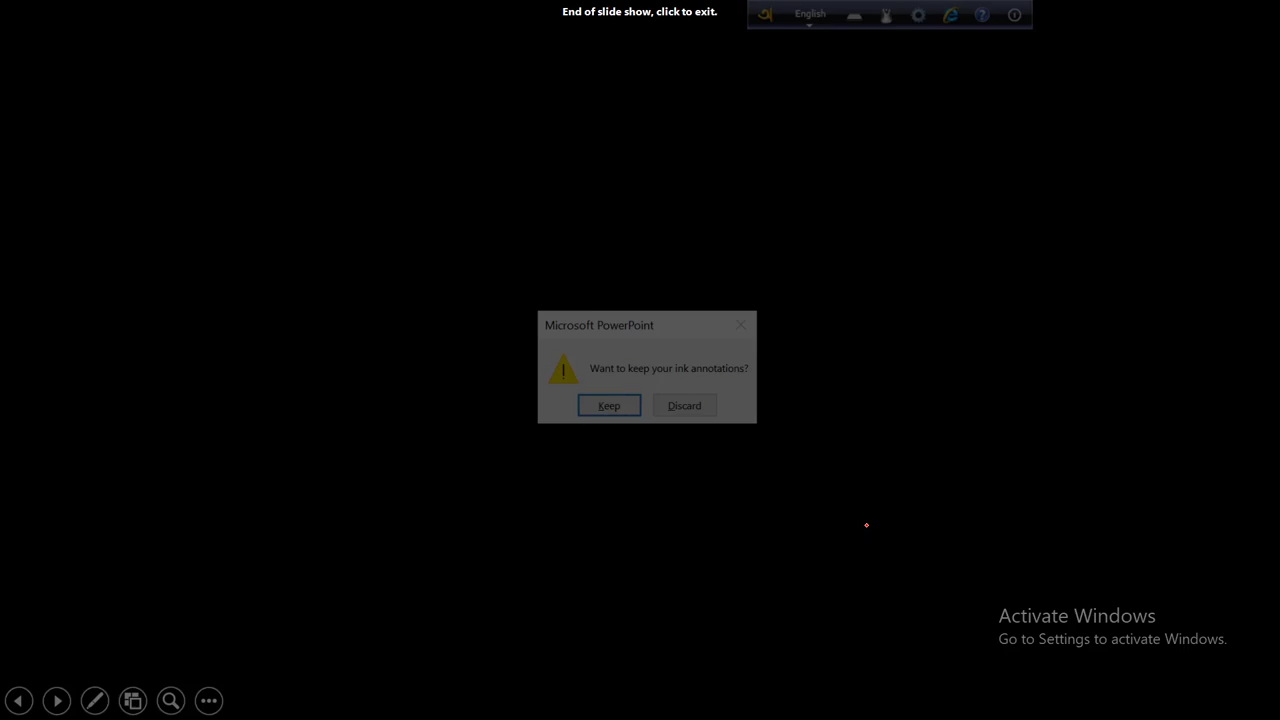 End of slide show, click to exit.
English
Microsoft PowerPoint
Want to keep your ink annotations?
Keep
Discard
Activate Windows
Go to Settings to activate Windows.